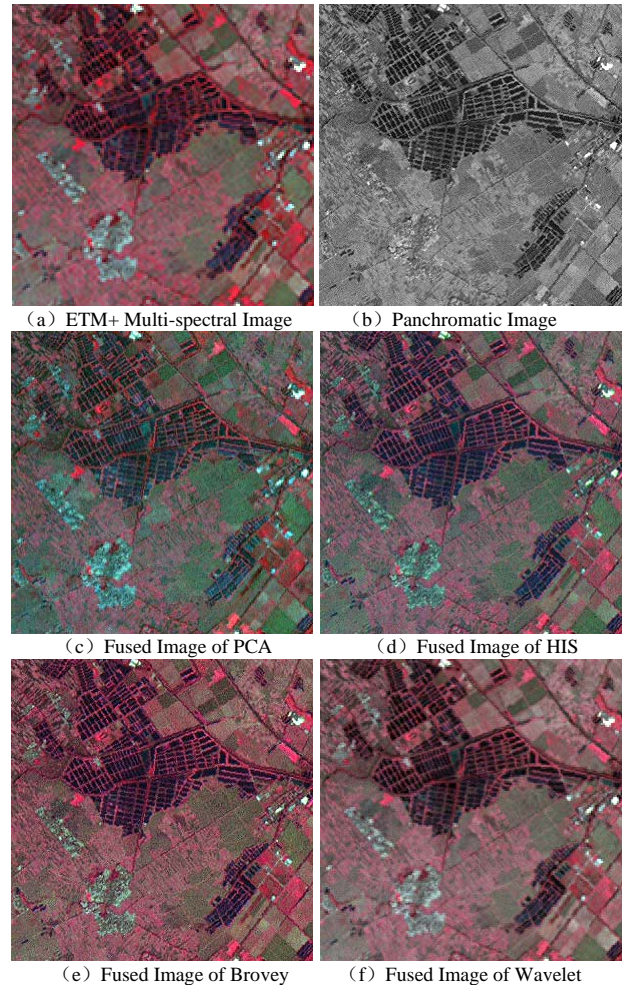 （a）ETM+ Multi-spectral Image
（b）Panchromatic Image
（c）Fused Image of PCA
（d）Fused Image of HIS
（e）Fused Image of Brovey
（f）Fused Image of Wavelet